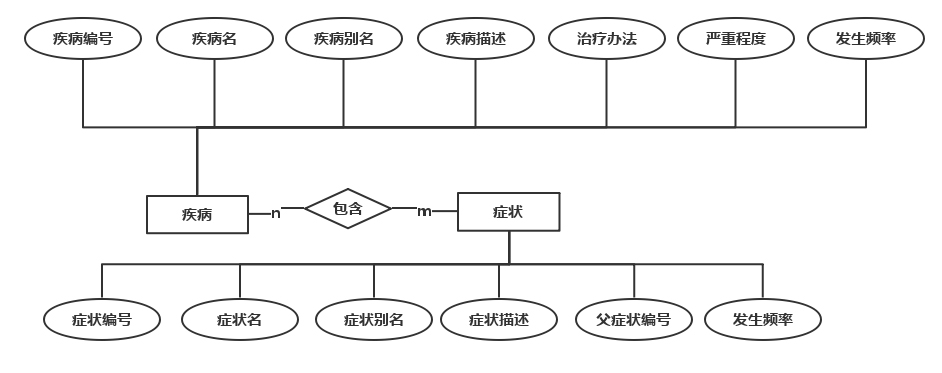 疾病编号 疾病名 疾病别名 疾病描述 治疗办法 严重程度 发生频率
疾病 n 包含 m 症状
症状编号 症状名 症状别名 症状描述 父症状编号 发生频率